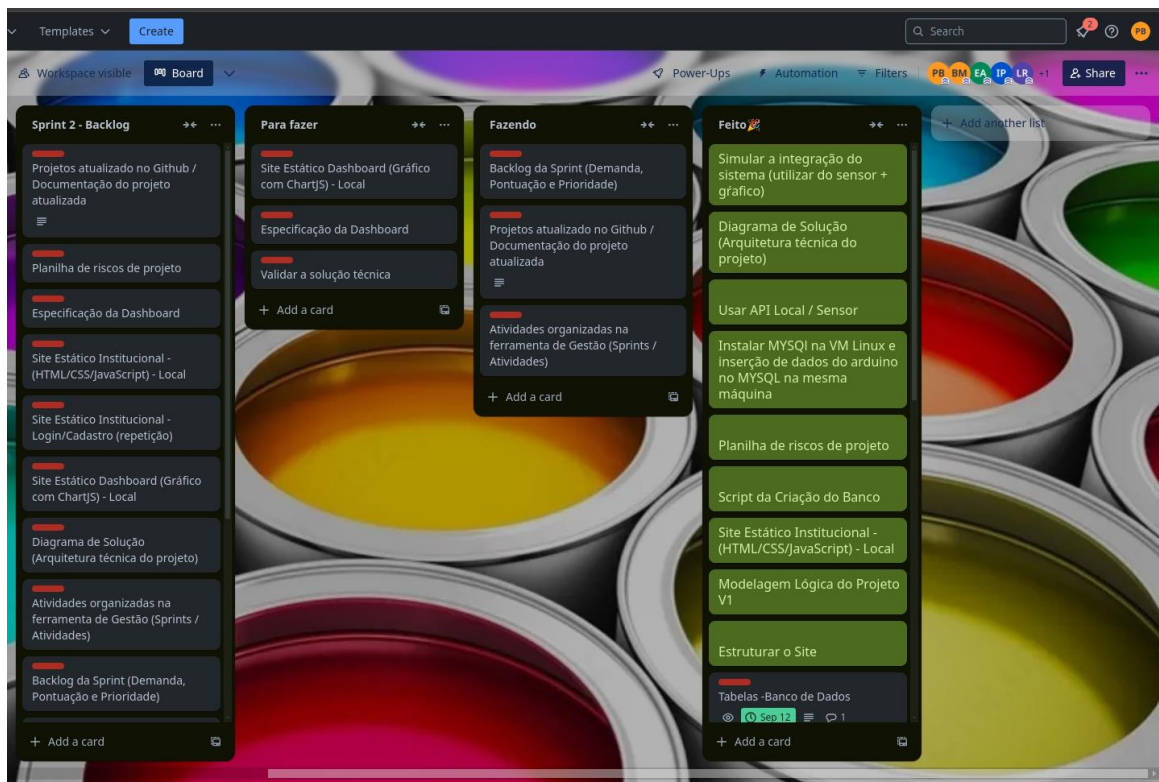 Templates
Create
Search
2
PB
Workspace visible
Board
Power-Ups
Automation
Filters
PB
BM
EA
IP
LR
+1
Share
Sprint 2 - Backlog
Projetos atualizado no Github /
Documentação do projeto
atualizada
Planilha de riscos de projeto
Especificação da Dashboard
Site Estático Institucional -
(HTML/CSS/JavaScript) - Local
Site Estático Institucional -
Login/Cadastro (repetição)
Site Estático Dashboard (Gráfico
com ChartJS) - Local
Diagrama de Solução
(Arquitetura técnica do projeto)
Atividades organizadas na
ferramenta de Gestão (Sprints /
Atividades)
Backlog da Sprint (Demanda,
Pontuação e Prioridade)
+ Add a card
Para fazer
Site Estático Dashboard (Gráfico
com ChartJS) - Local
Especificação da Dashboard
Validar a solução técnica
+ Add a card
Fazendo
Backlog da Sprint (Demanda,
Pontuação e Prioridade)
Projetos atualizado no Github /
Documentação do projeto
atualizada
Atividades organizadas na
ferramenta de Gestão (Sprints /
Atividades)
+ Add a card
Feito🎉
Simular a integração do
sistema (utilizar do sensor +
gŕafico)
Diagrama de Solução
(Arquitetura técnica do
projeto)
Usar API Local / Sensor
Instalar MYSQl na VM Linux e
inserção de dados do arduino
no MYSQL na mesma
máquina
Planilha de riscos de projeto
Script da Criação do Banco
Site Estático Institucional -
(HTML/CSS/JavaScript) - Local
Modelagem Lógica do Projeto
V1
Estruturar o Site
Tabelas -Banco de Dados
Sep 12
1
+ Add a card
+ Add another list